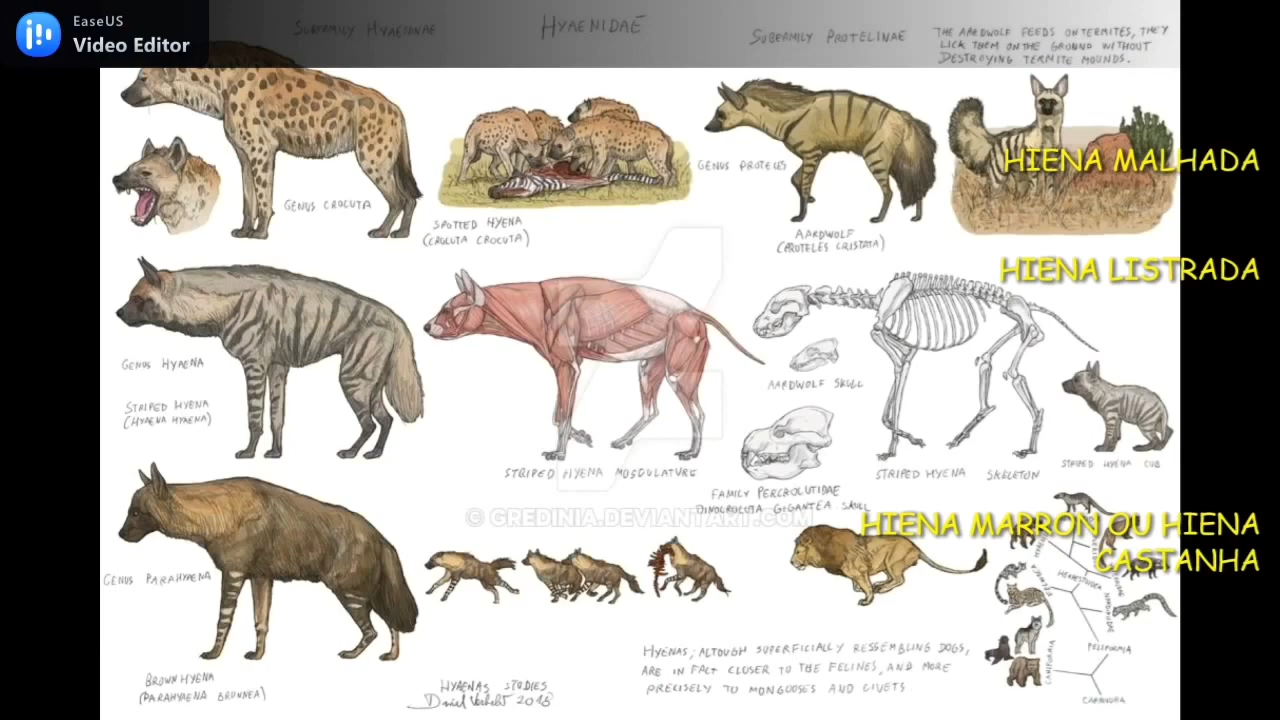 EaseUS
Video Editor
SUBFAMILY HYAENINAE
HYAENIDAE
SUBFAMILY PROTELINAE
THE AARDWOLF FEEDS ON TERMITES, THEY
LICK THEM ON THE GROUND WITHOUT
DESTROYING TERMITE MOUNDS.
HIENA MALHADA
GENUS PROTELES
GENUS CROCUTA
SPOTTED HYENA
(CROCUTA CROCUTA)
AARDWOLF
(PROTELES CRISTATA)
HIENA LISTRADA
GENUS HYAENA
STRIPED HYENA
(HYAENA HYAENA)
AARDWOLF SKULL
STRIPED HYENA MUSCULATURE
STRIPED HYENA SKELETON
STRIPED HYENA CUB
FAMILY PERCROCUTIDAE
DINOCROCUTA GIGANTEA SKULL
© GREDINIA.DEVIANTART.COM
HIENA MARRON OU HIENA
CASTANHA
GENUS PARAHYAENA
HYENAS, ALTOUGH SUPERFICIALLY RESSEMBLING DOGS,
ARE IN FACT CLOSER TO THE FELINES, AND MORE
PRECISELY TO MONGOOSES AND CIVETS
FELIFORMIA
CANIFORMIA
CARNIVORA
BROWN HYENA
(PARAHYAENA BRUNNEA)
HYAENAS STUDIES